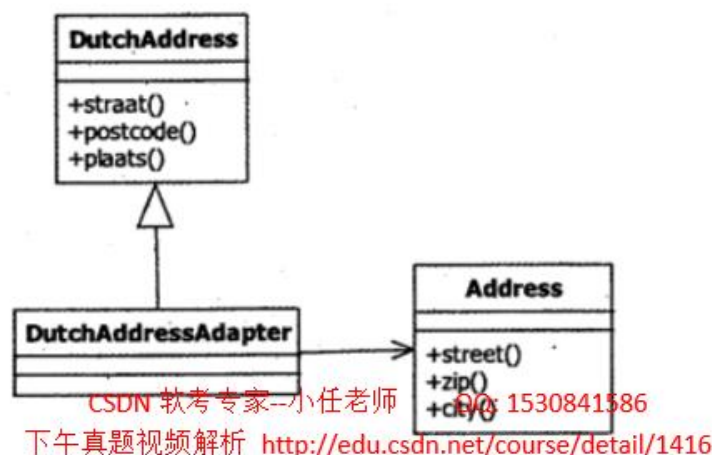 DutchAddress
+straat()
+postcode()
+plaats()
DutchAddressAdapter
Address
+street()
+zip()
+city()
CSDN 软考专家--小任老师 QQ: 1530841586
下午真题视频解析 http://edu.csdn.net/course/detail/1416